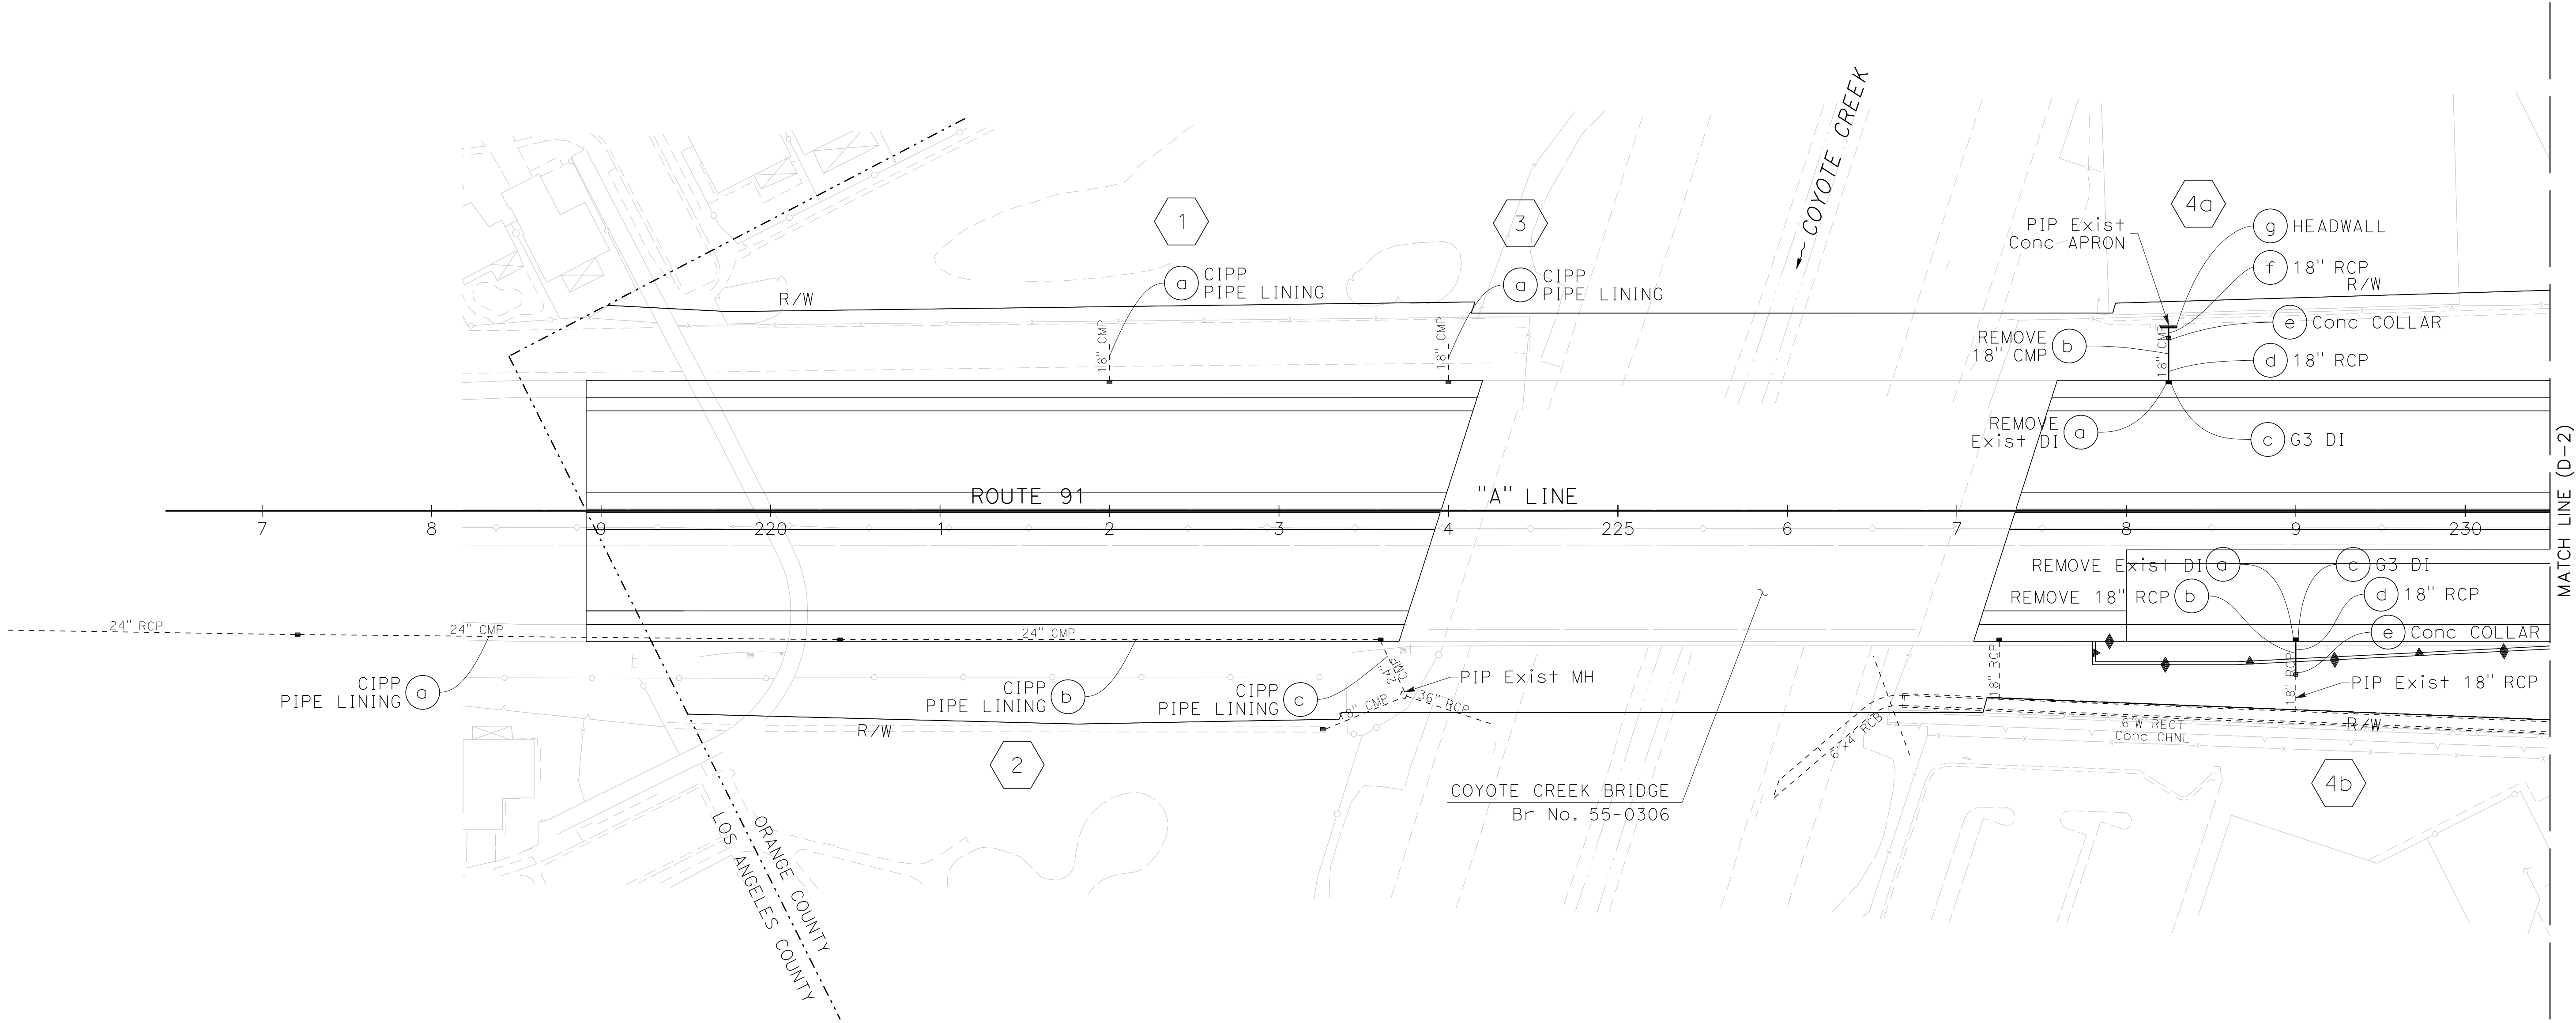 COYOTE CREEK
1
3
4a
PIP Exist
Conc APRON
g HEADWALL
f 18" RCP
R/W
a CIPP
PIPE LINING
a CIPP
PIPE LINING
R/W
e Conc COLLAR
18" CMP
18" CMP
18" CMP
REMOVE
18" CMP b
d 18" RCP
REMOVE
Exist DI a
c G3 DI
MATCH LINE (D-2)
ROUTE 91
"A" LINE
7
8
9
220
1
2
3
4
225
6
7
8
9
230
REMOVE Exist DI a
c G3 DI
REMOVE 18" RCP b
d 18" RCP
e Conc COLLAR
24" RCP
24" CMP
24" CMP
24" CMP
18" RCP
18" RCP
PIP Exist MH
PIP Exist 18" RCP
CIPP
PIPE LINING a
CIPP
PIPE LINING b
CIPP
PIPE LINING c
18" CMP
36" RCP
R/W
6'x4' RCB
6'W RECT
Conc CHNL
R/W
2
4b
COYOTE CREEK BRIDGE
Br No. 55-0306
ORANGE COUNTY
LOS ANGELES COUNTY